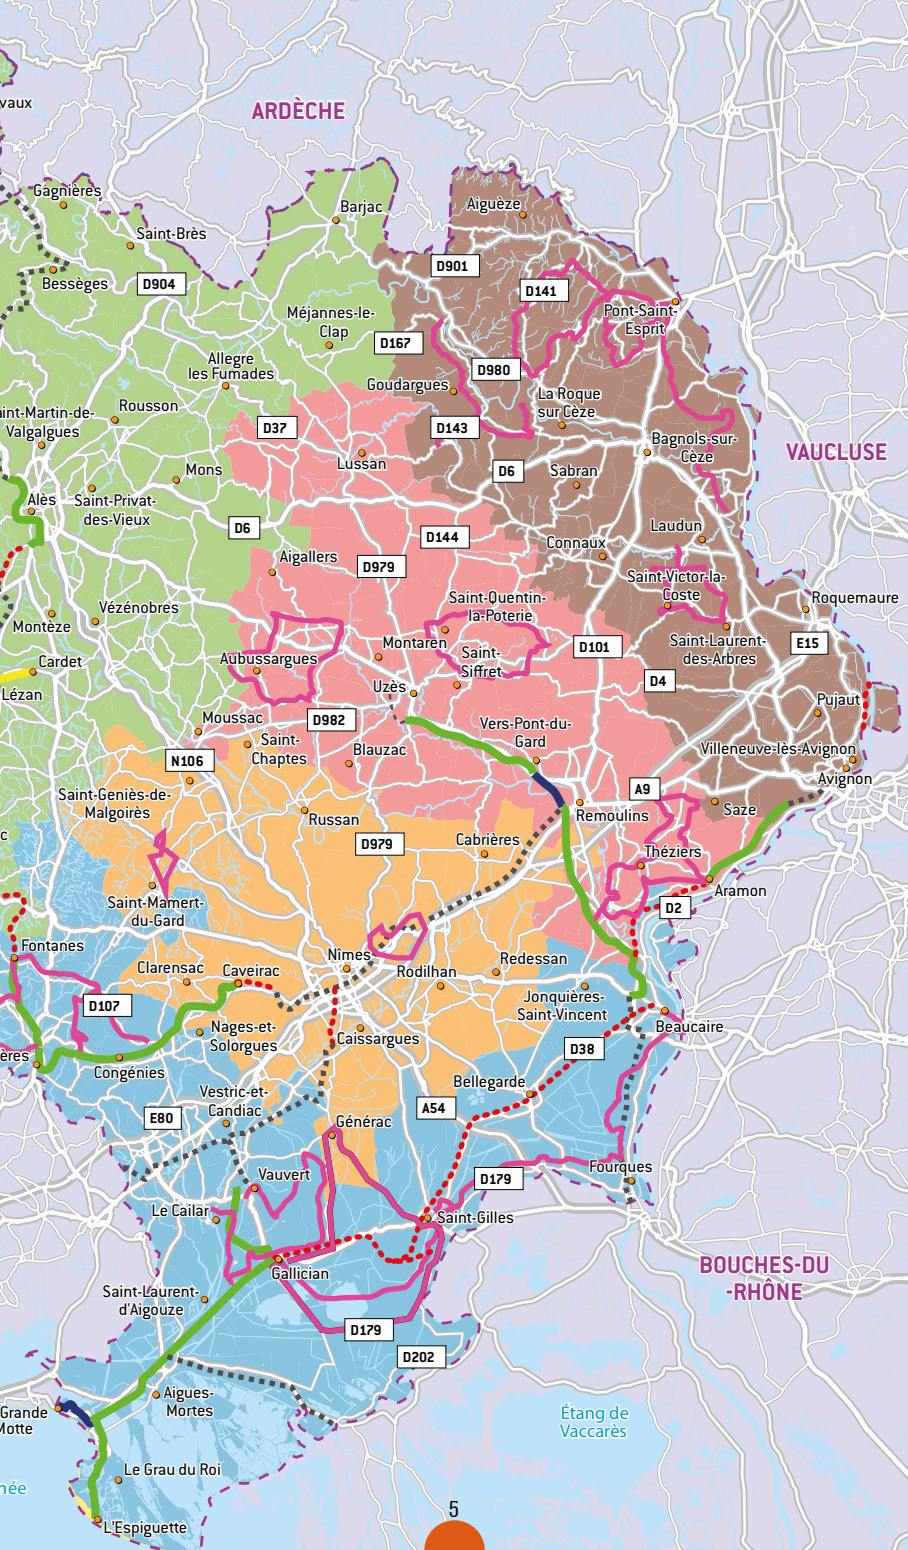 vaux
ARDÈCHE
Gagnières
Barjac
Aiguèze
Saint-Brès
Bessèges
D904
D901
D141
Méjannes-le-
Clap
Pont-Saint-
Esprit
D167
Allegre
les Fumades
D980
Goudargues
La Roque
sur Cèze
aint-Martin-de-
Valgalgues
Rousson
D37
D143
Bagnols-sur-
Cèze
VAUCLUSE
Lussan
D6
Sabran
Mons
Alès
Saint-Privat-
des-Vieux
D6
D144
Laudun
Connaux
Aigallers
D979
Saint-Victor-la-
Coste
Saint-Quentin-
la-Poterie
Roquemaure
Montèze
Vézénobres
Montaren
Saint-
Siffret
D101
Saint-Laurent-
des-Arbres
E15
Cardet
Aubussargues
Lézan
Uzès
D4
Pujaut
Moussac
D982
Vers-Pont-du-
Gard
Saint-
Chaptes
Blauzac
Villeneuve-lès-Avignon
N106
Avignon
Saint-Geniès-de-
Malgoirès
A9
Saze
Russan
Remoulins
c
D979
Cabrières
Théziers
Aramon
Saint-Mamert-
du-Gard
D2
Fontanes
Nîmes
Redessan
Clarensac
Caveirac
Rodilhan
D107
Jonquières-
Saint-Vincent
Nages-et-
Solorgues
Caissargues
Beaucaire
ères
D38
Congénies
Bellegarde
Vestric-et-
Candiac
E80
A54
Générac
Vauvert
Fourques
D179
Le Cailar
Saint-Gilles
Gallician
BOUCHES-DU
-RHÔNE
Saint-Laurent-
d'Aigouze
D179
D202
Aigues-
Mortes
Grande
Motte
Étang de
Vaccarès
Le Grau du Roi
née
5
L'Espiguette